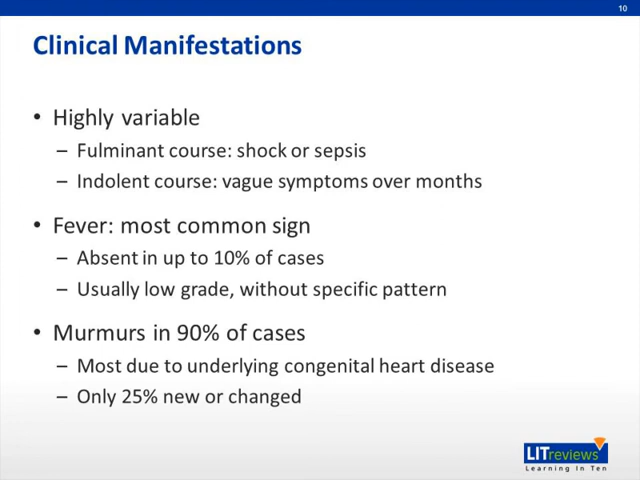 10
Clinical Manifestations
• Highly variable
– Fulminant course: shock or sepsis
– Indolent course: vague symptoms over months
• Fever: most common sign
– Absent in up to 10% of cases
– Usually low grade, without specific pattern
• Murmurs in 90% of cases
– Most due to underlying congenital heart disease
– Only 25% new or changed
LITreviews
Learning In Ten